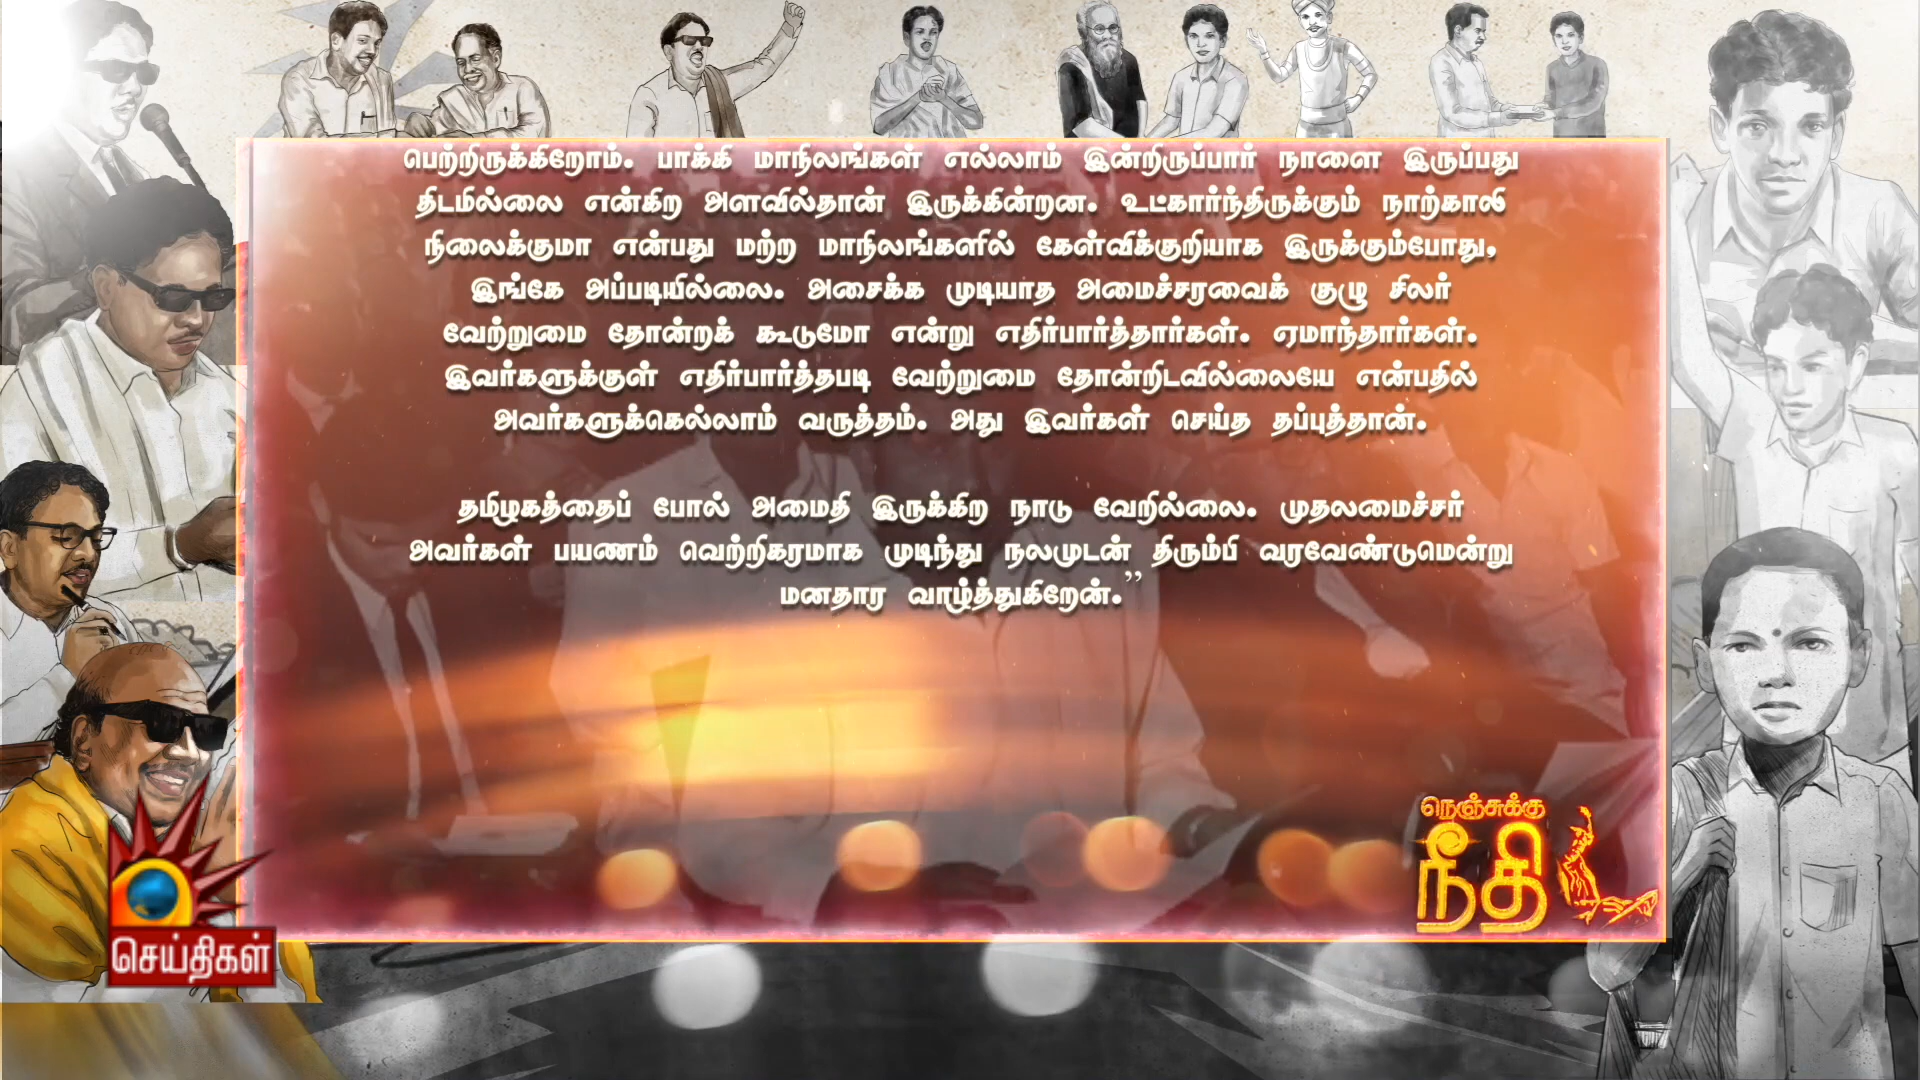 பெற்றிருக்கிறோம். பாக்கி மாநிலங்கள் எல்லாம் இன்றிருப்பார் நாளை இருப்பது
திடமில்லை என்கிற அளவில்தான் இருக்கின்றன. உட்கார்ந்திருக்கும் நாற்காலி
நிலைக்குமா என்பது மற்ற மாநிலங்களில் கேள்விக்குறியாக இருக்கும்போது,
இங்கே அப்படியில்லை. அசைக்க முடியாத அமைச்சரவைக் குழு சிலர்
வேற்றுமை தோன்றக் கூடுமோ என்று எதிர்பார்த்தார்கள். ஏமாந்தார்கள்.
இவர்களுக்குள் எதிர்பார்த்தபடி வேற்றுமை தோன்றிடவில்லையே என்பதில்
அவர்களுக்கெல்லாம் வருத்தம். அது இவர்கள் செய்த தப்புத்தான்.
தமிழகத்தைப் போல் அமைதி இருக்கிற நாடு வேறில்லை. முதலமைச்சர்
அவர்கள் பயணம் வெற்றிகரமாக முடிந்து நலமுடன் திரும்பி வரவேண்டுமென்று
மனதார வாழ்த்துகிறேன்.”
நெஞ்சுக்கு
நீதி
செய்திகள்